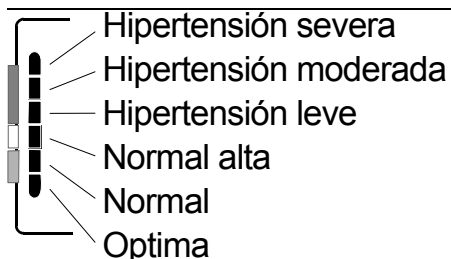 Hipertensión severa
Hipertensión moderada
Hipertensión leve
Normal alta
Normal
Optima